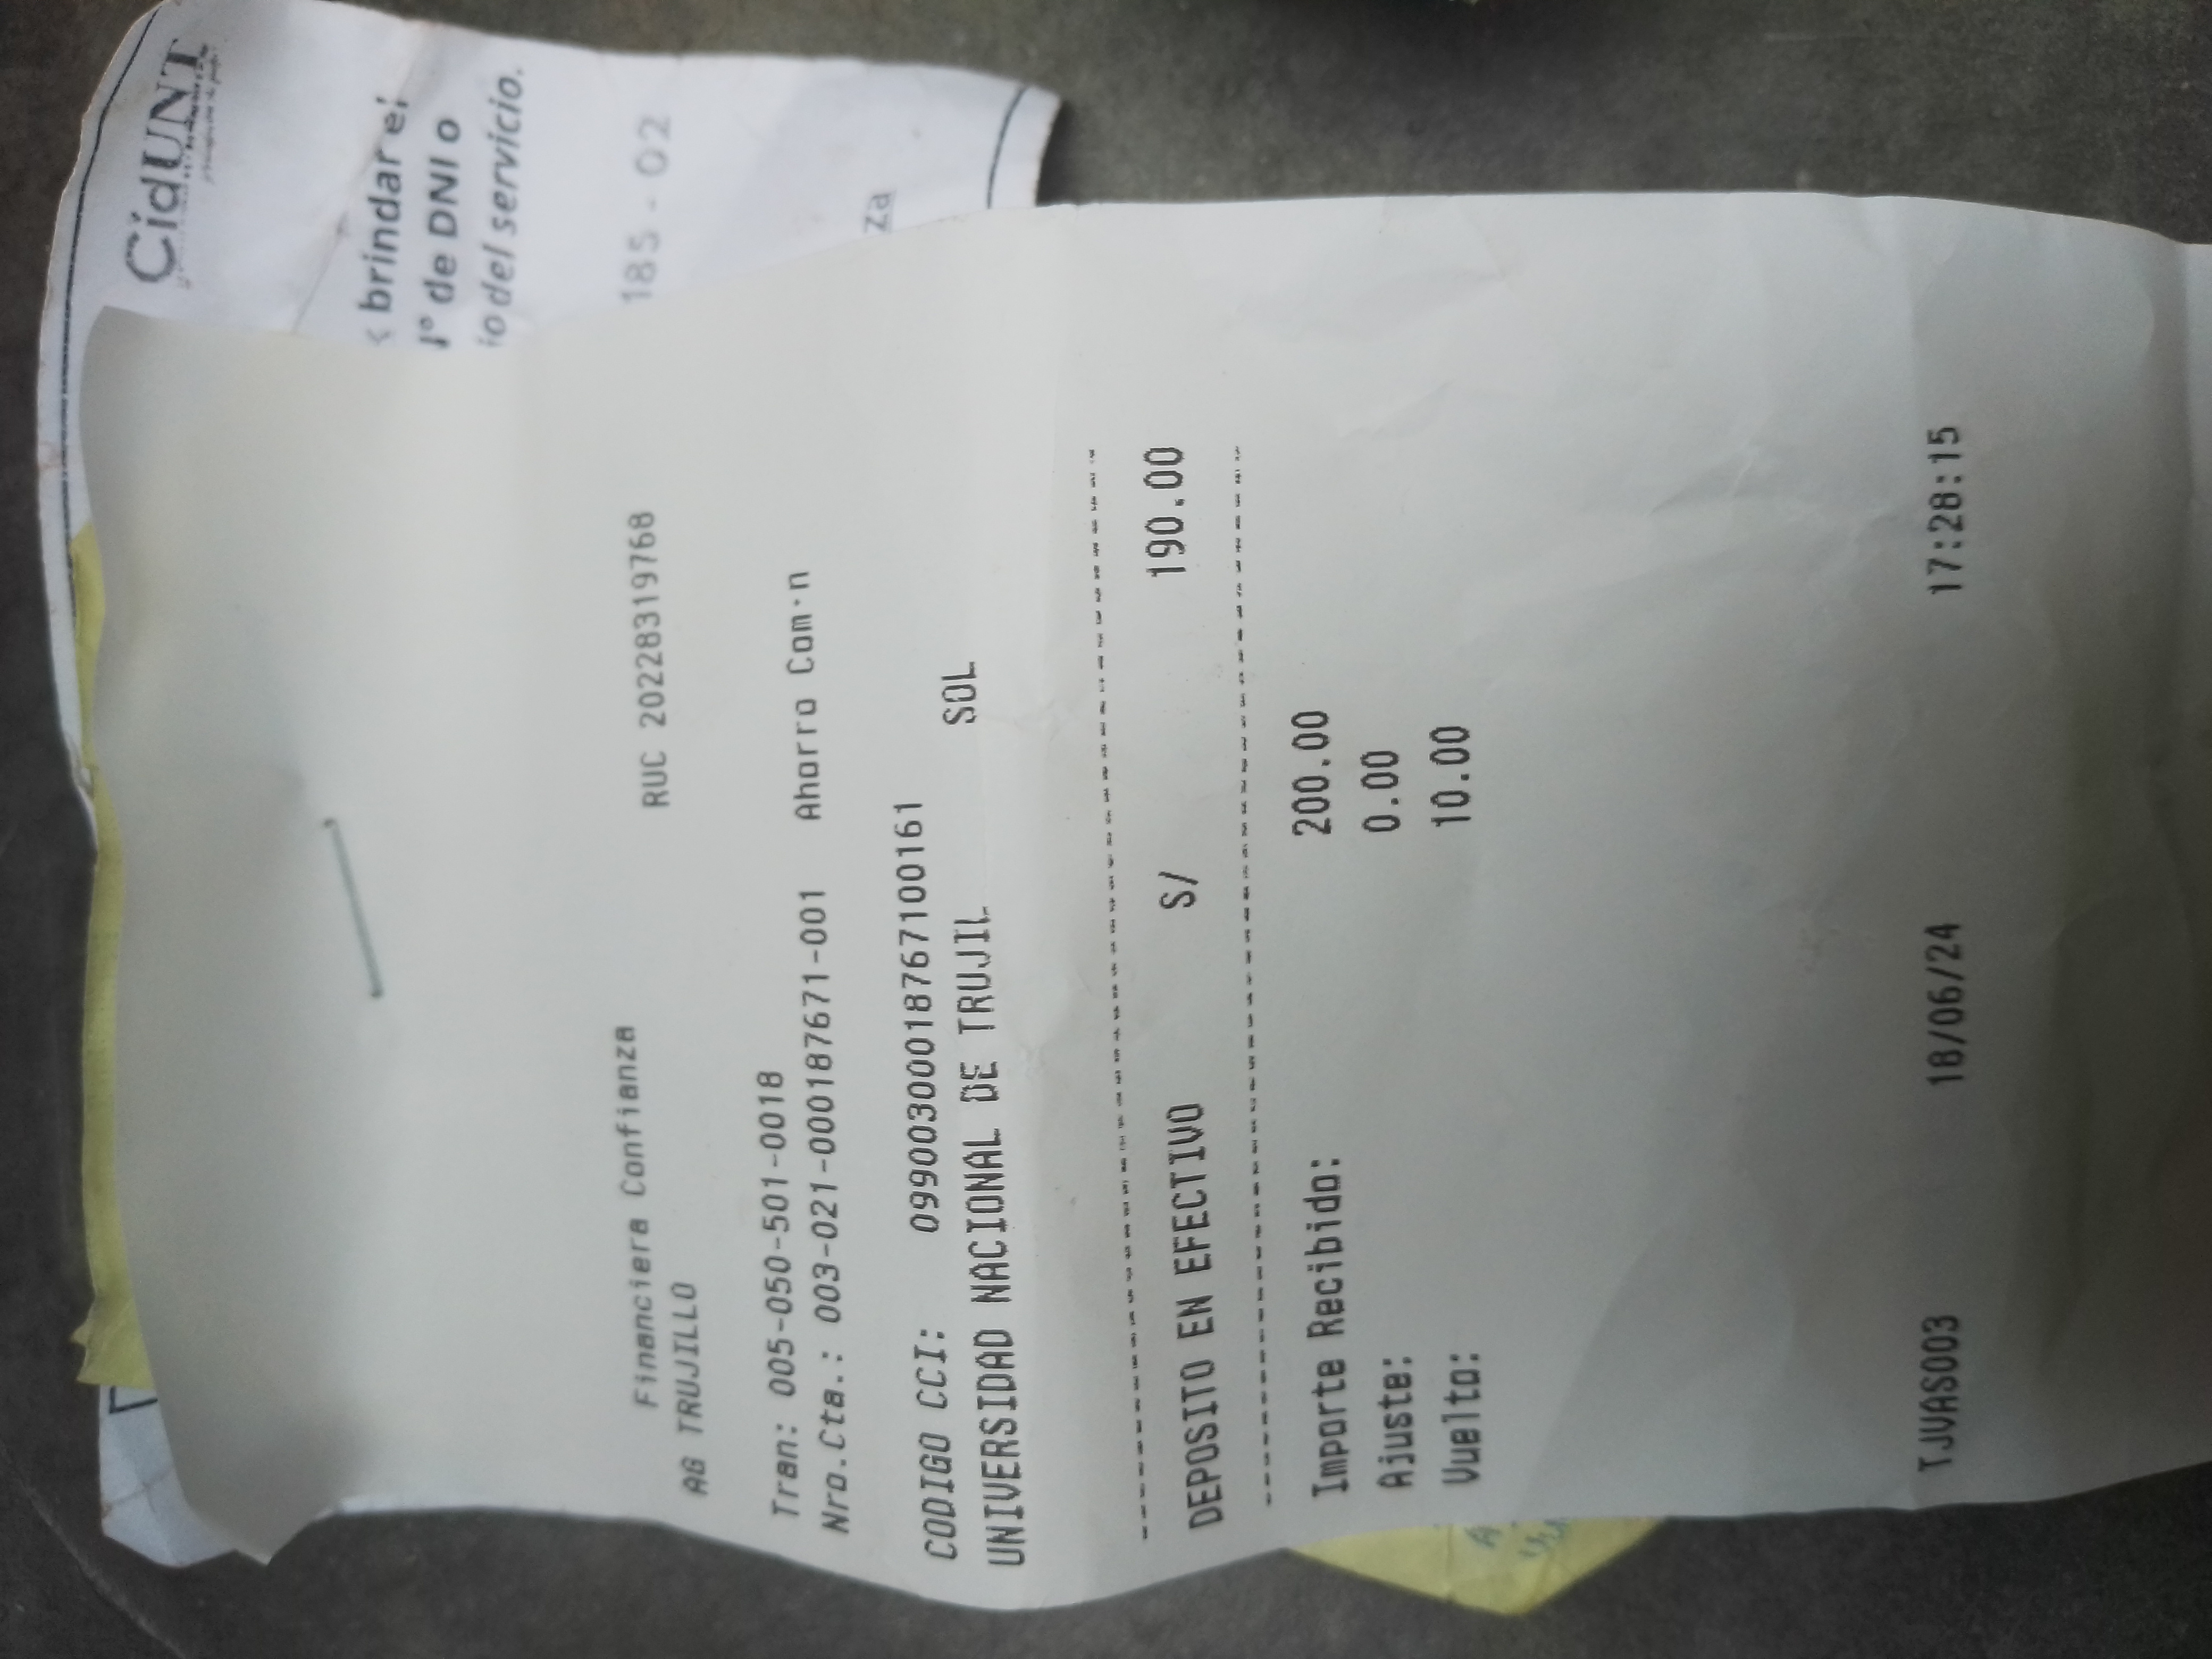 CidUNT
brindar el
N° de DNI o
io del servicio.
185 - 02
za
Financiera Confianza
AG TRUJILLO RUC 20228319768
Tran: 005-050-501-0018
Nro.Cta.: 003-021-000187671-001 Ahorro Com·n
CODIGO CCI: 09900300018767100161
UNIVERSIDAD NACIONAL DE TRUJIL SOL
DEPOSITO EN EFECTIVO S/ 190.00
Importe Recibido: 200.00
Ajuste: 0.00
Vuelto: 10.00
TJVAS003 18/06/24 17:28:15